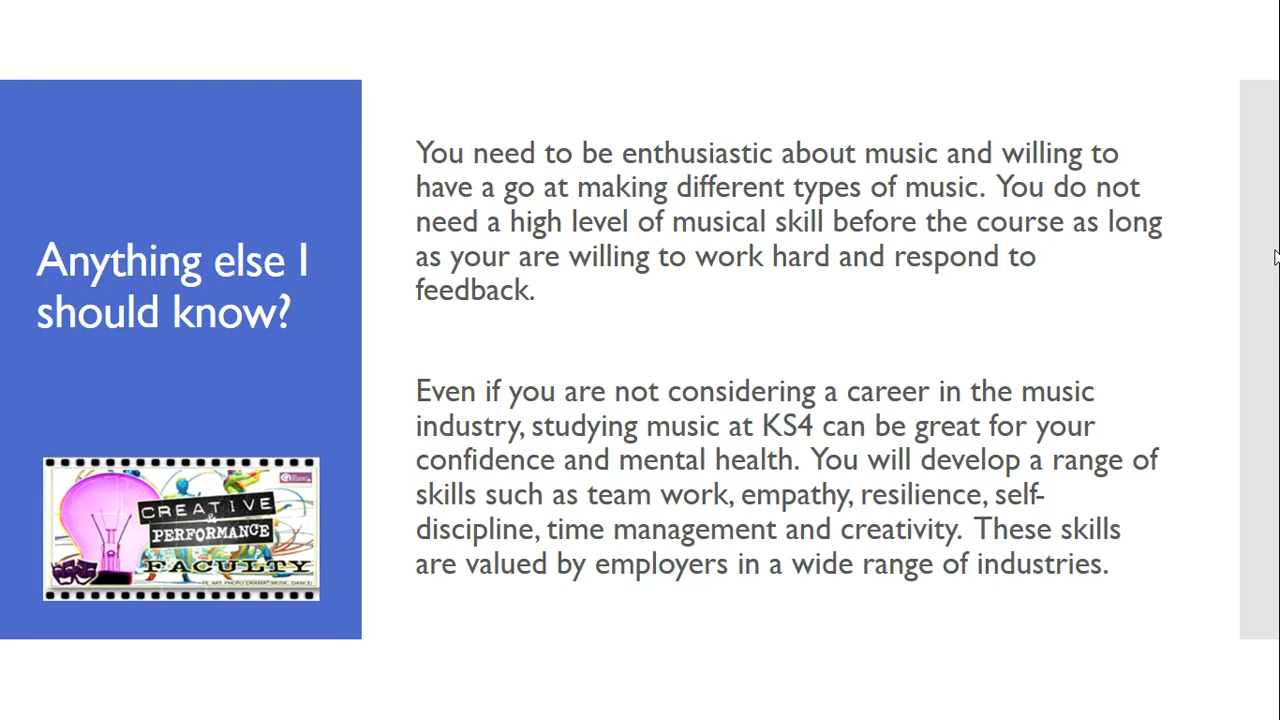 Anything else I
should know?
CREATIVE
&
PERFORMANCE
FACULTY
You need to be enthusiastic about music and willing to
have a go at making different types of music. You do not
need a high level of musical skill before the course as long
as your are willing to work hard and respond to
feedback.
Even if you are not considering a career in the music
industry, studying music at KS4 can be great for your
confidence and mental health. You will develop a range of
skills such as team work, empathy, resilience, self-
discipline, time management and creativity. These skills
are valued by employers in a wide range of industries.